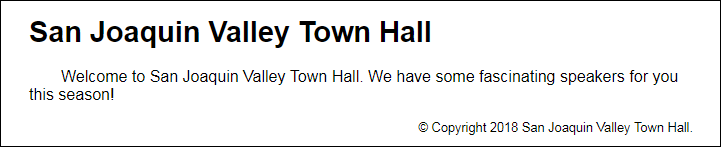 San Joaquin Valley Town Hall
Welcome to San Joaquin Valley Town Hall. We have some fascinating speakers for you
this season!
© Copyright 2018 San Joaquin Valley Town Hall.